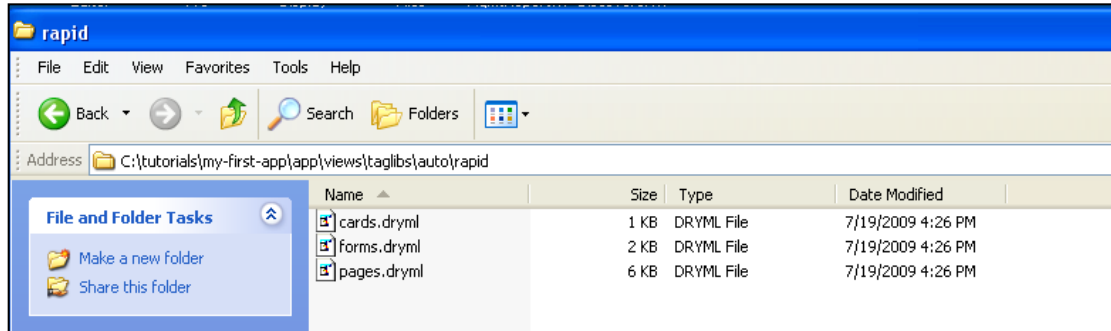 rapid
File Edit View Favorites Tools Help
Back Search Folders
Address C:\tutorials\my-first-app\app\views\taglibs\auto\rapid
Name Size Type Date Modified
File and Folder Tasks
cards.dryml 1 KB DRYML File 7/19/2009 4:26 PM
forms.dryml 2 KB DRYML File 7/19/2009 4:26 PM
pages.dryml 6 KB DRYML File 7/19/2009 4:26 PM
Make a new folder
Share this folder